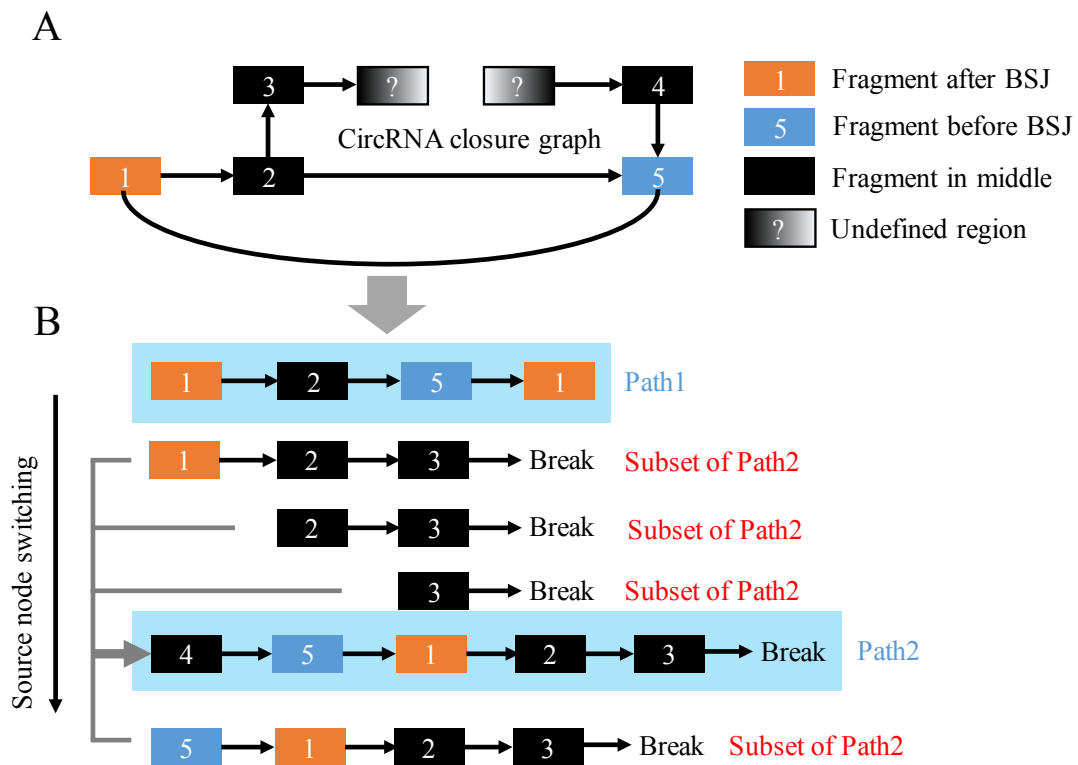 A
3 ? ? 4
1 Fragment after BSJ
5 Fragment before BSJ
CircRNA closure graph
1 2 5
Fragment in middle
? Undefined region
B
Source node switching
1 2 5 1 Path1
1 2 3 Break Subset of Path2
2 3 Break Subset of Path2
3 Break Subset of Path2
4 5 1 2 3 Break Path2
5 1 2 3 Break Subset of Path2